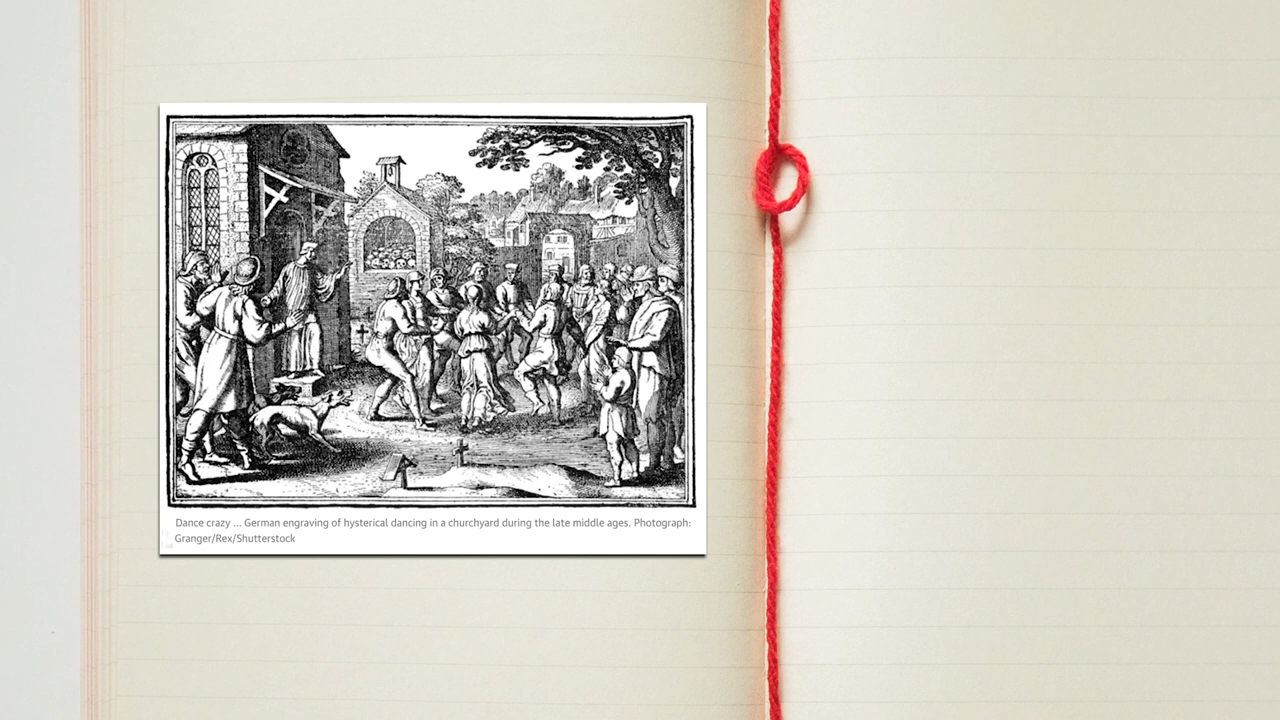 Dance crazy ... German engraving of hysterical dancing in a churchyard during the late middle ages. Photograph:
Granger/Rex/Shutterstock